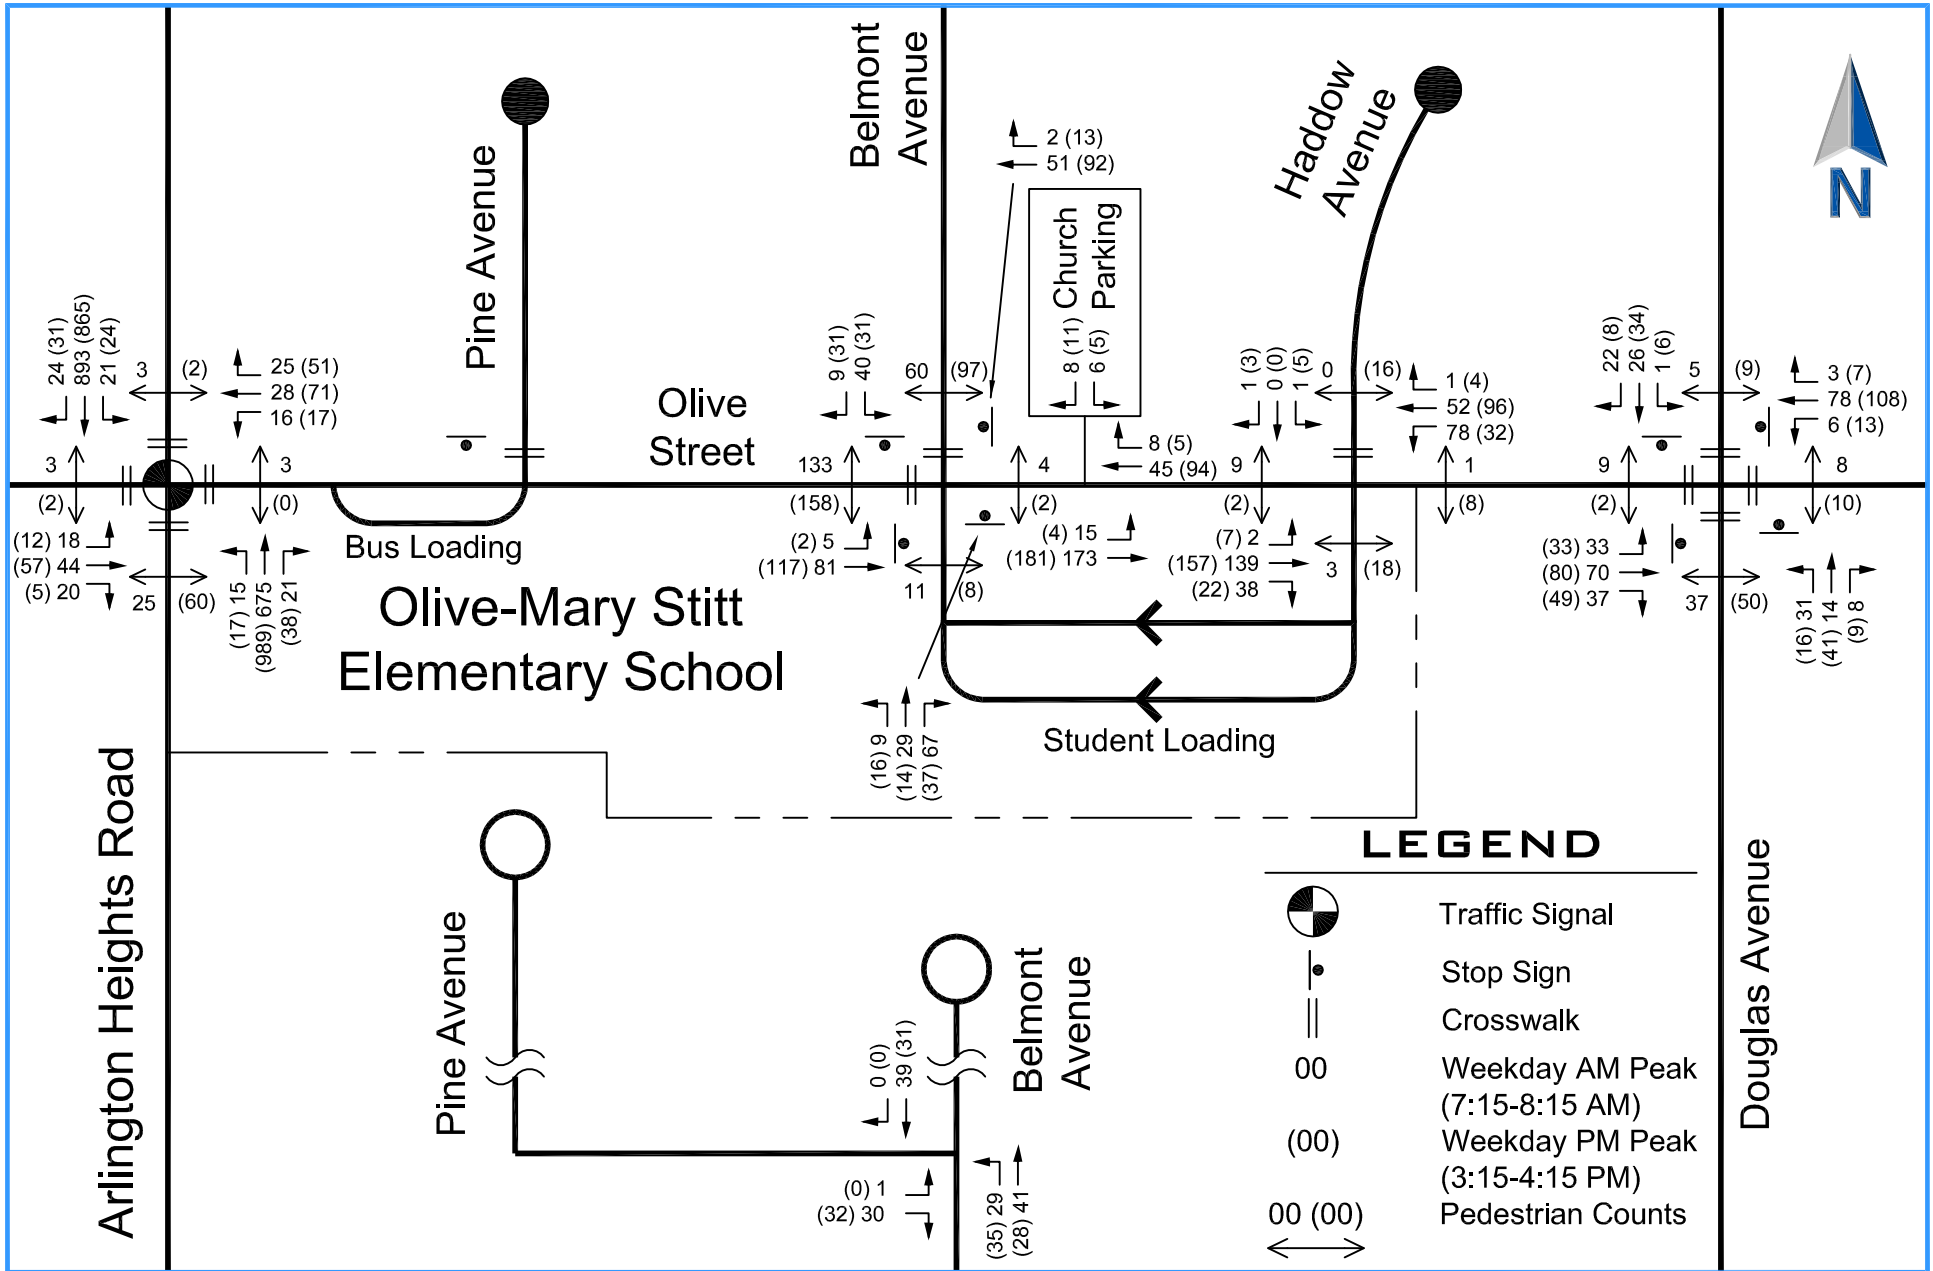 Belmont
Avenue
Haddow
Avenue
Pine Avenue
N
2 (13)
51 (92)
Church
Parking
8 (11)
6 (5)
24 (31)
893 (865)
21 (24)
3 (2)
25 (51)
28 (71)
16 (17)
3
(2)
3
(0)
(12) 18
(57) 44
(5) 20
25 (60)
(17) 15
(989) 675
(38) 21
Bus Loading
Olive
Street
9 (31)
40 (31)
60 (97)
133
(158)
4
(2)
(2) 5
(117) 81
11 (8)
8 (5)
45 (94)
(4) 15
(181) 173
1 (3)
0 (0)
1 (5)
0 (16)
1 (4)
52 (96)
78 (32)
9
(2)
1
(8)
(7) 2
(157) 139
(22) 38
3 (18)
22 (8)
26 (34)
1 (6)
5 (9)
3 (7)
78 (108)
6 (13)
9
(2)
8
(10)
(33) 33
(80) 70
(49) 37
37 (50)
(16) 31
(41) 14
(9) 8
Olive-Mary Stitt
Elementary School
(16) 9
(14) 29
(37) 67
Student Loading
Arlington Heights Road
Pine Avenue
Belmont
Avenue
0 (0)
39 (31)
(0) 1
(32) 30
(35) 29
(28) 41
Douglas Avenue
LEGEND
Traffic Signal
Stop Sign
Crosswalk
00 Weekday AM Peak
(7:15-8:15 AM)
(00) Weekday PM Peak
(3:15-4:15 PM)
00 (00) Pedestrian Counts